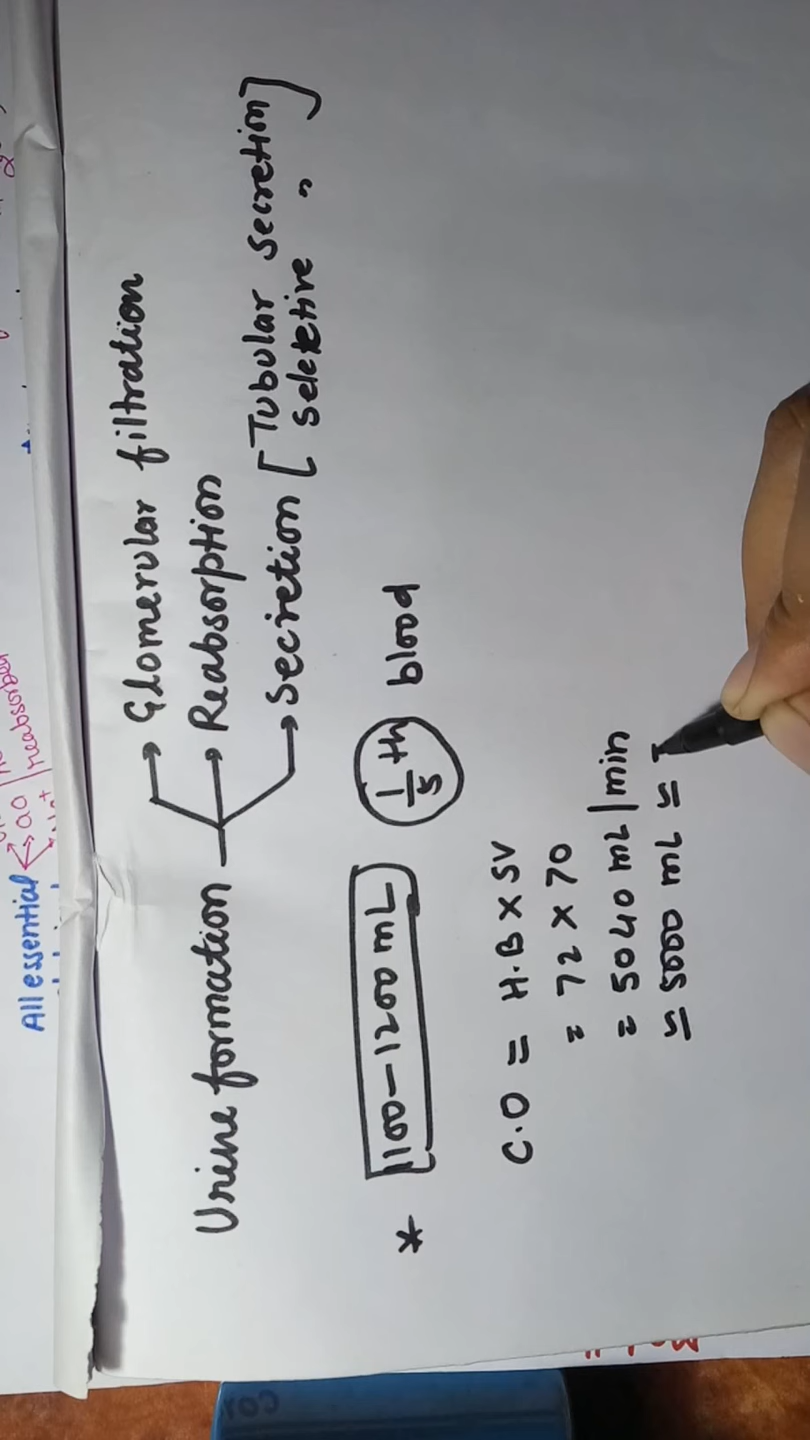 All essential
reabsorbed
Urine formation → Glomerular filtration
→ Reabsorption
→ Secretion [Tubular secretion
Selective "]
* 1100-1200 mL 1/5 th blood
C.O = H.B X SV
= 72 X 70
= 5040 mL/min
≈ 5000 mL ≈